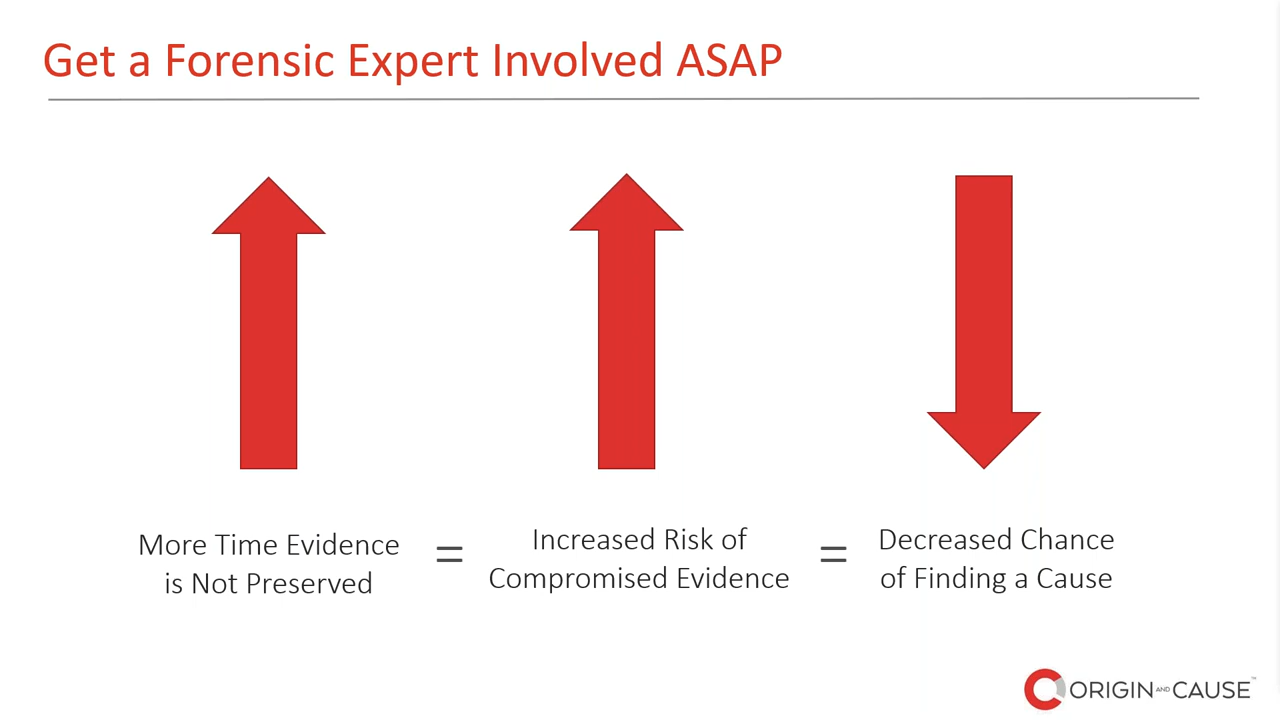 Get a Forensic Expert Involved ASAP
More Time Evidence
is Not Preserved
=
Increased Risk of
Compromised Evidence
=
Decreased Chance
of Finding a Cause
ORIGIN AND CAUSE™